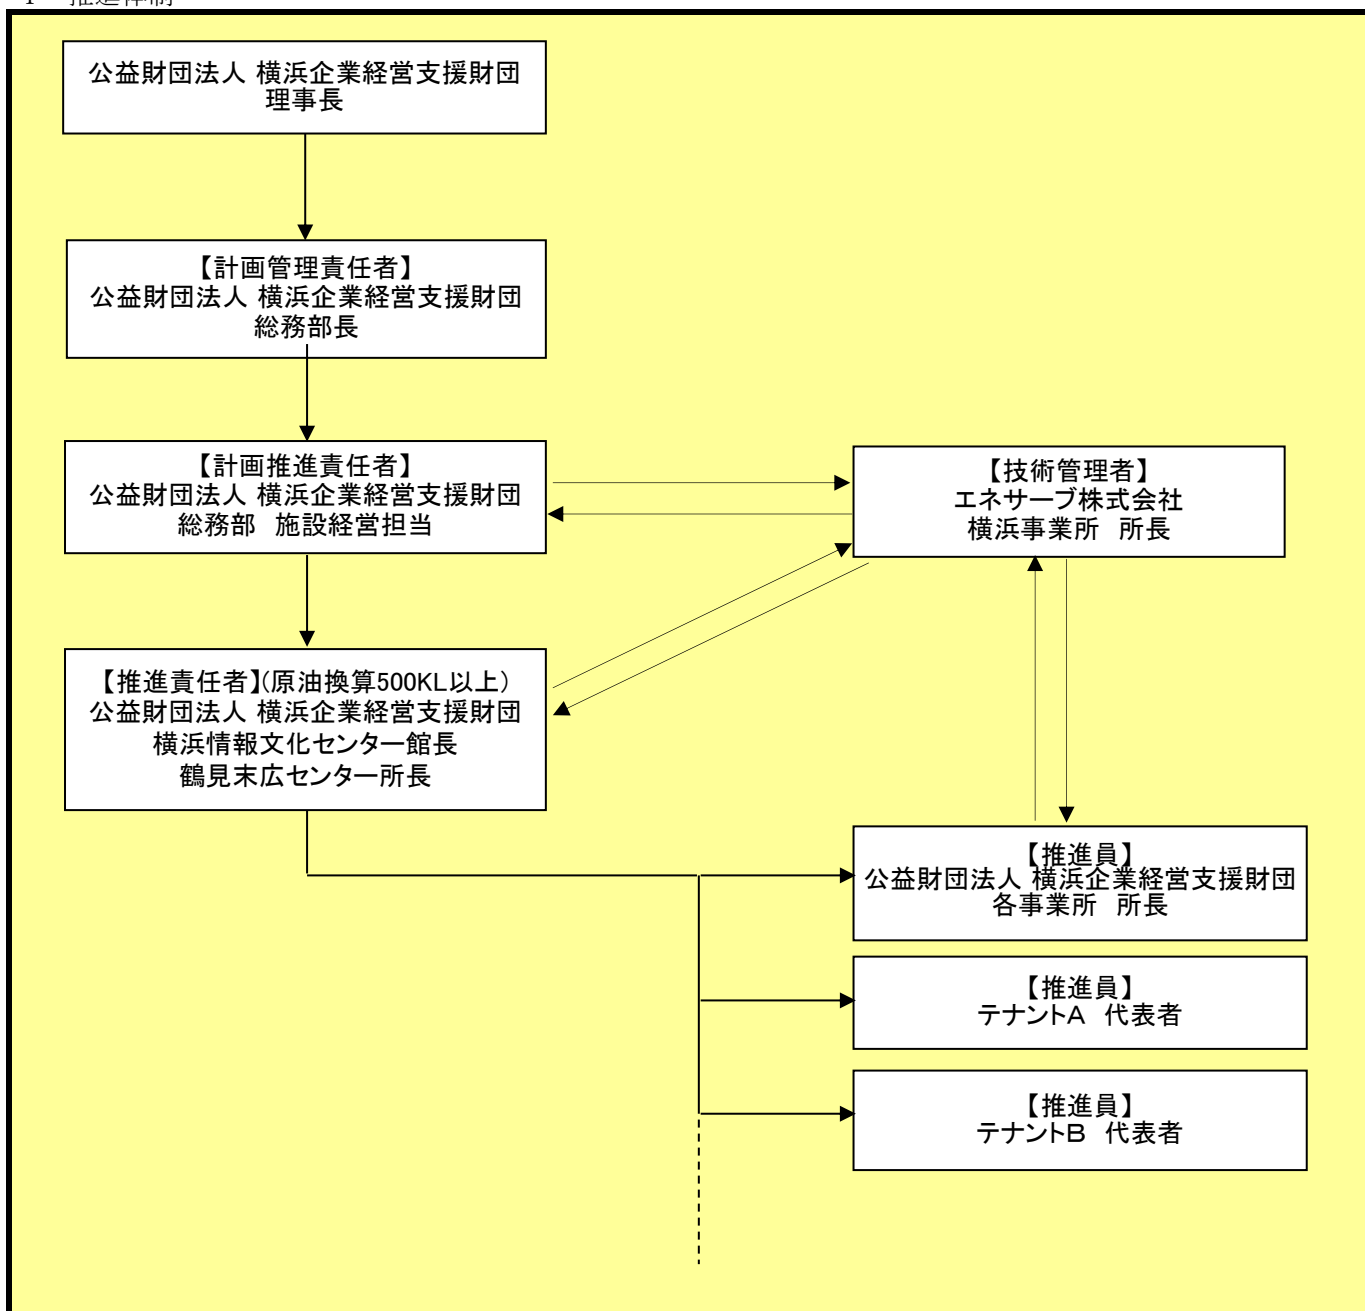 公益財団法人 横浜企業経営支援財団
理事長
【計画管理責任者】
公益財団法人 横浜企業経営支援財団
総務部長
【計画推進責任者】
公益財団法人 横浜企業経営支援財団
総務部　施設経営担当
【技術管理者】
エネサーブ株式会社
横浜事業所　所長
【推進責任者】(原油換算500KL以上)
公益財団法人 横浜企業経営支援財団
横浜情報文化センター館長
鶴見末広センター所長
【推進員】
公益財団法人 横浜企業経営支援財団
各事業所　所長
【推進員】
テナントA　代表者
【推進員】
テナントB　代表者